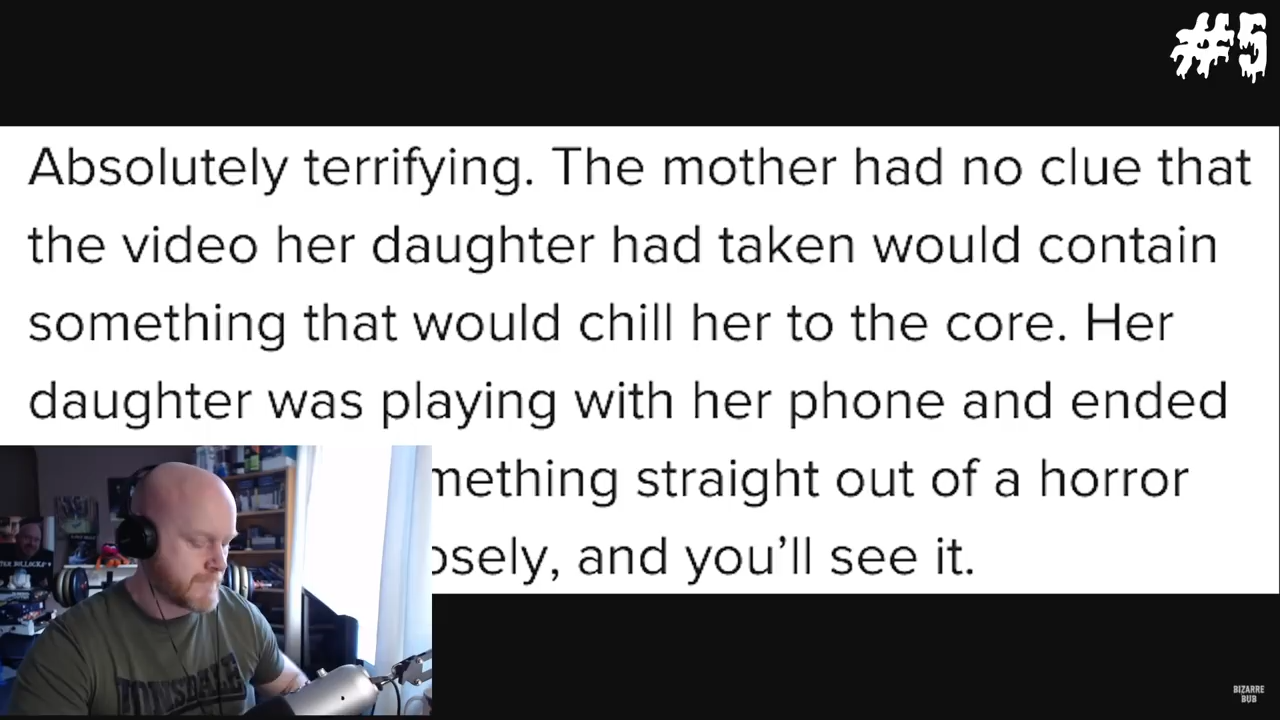 #5
Absolutely terrifying. The mother had no clue that
the video her daughter had taken would contain
something that would chill her to the core. Her
daughter was playing with her phone and ended
mething straight out of a horror
osely, and you’ll see it.
LONSDALE
BIZARRE
BUB